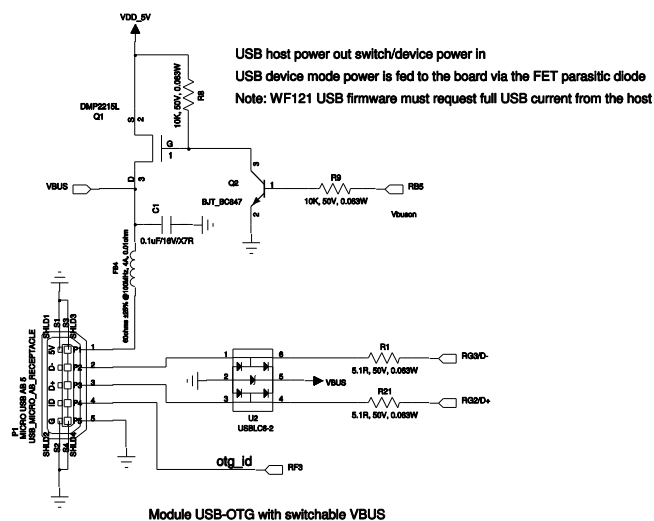 VDD_5V
USB host power out switch/device power in
USB device mode power is fed to the board via the FET parasitic diode
Note: WF121 USB firmware must request full USB current from the host
R8
10K, 50V, 0.063W
DMP2215L
Q1
S
2
G
1
D
3
VBUS
Q2
BJT_BC847
3
1
2
R9
10K, 50V, 0.063W
RB5
Vbuson
C1
0.1uF/16V/X7R
FB4
60ohms ±25% @100MHz, 4A, 0.01ohm
P1
MICRO USB AB 5
USB_MICRO_AB_RECEPTACLE
SHLD1
S1
S3
SHLD3
5V
P1
1
D-
P2
2
D+
P3
3
ID
P4
4
G
P5
5
SHLD2
S2
S4
SHLD4
1
6
2
5
3
4
VBUS
U2
USBLC6-2
R1
5.1R, 50V, 0.063W
RG3/D-
R21
5.1R, 50V, 0.063W
RG2/D+
otg_id
RF3
Module USB-OTG with switchable VBUS